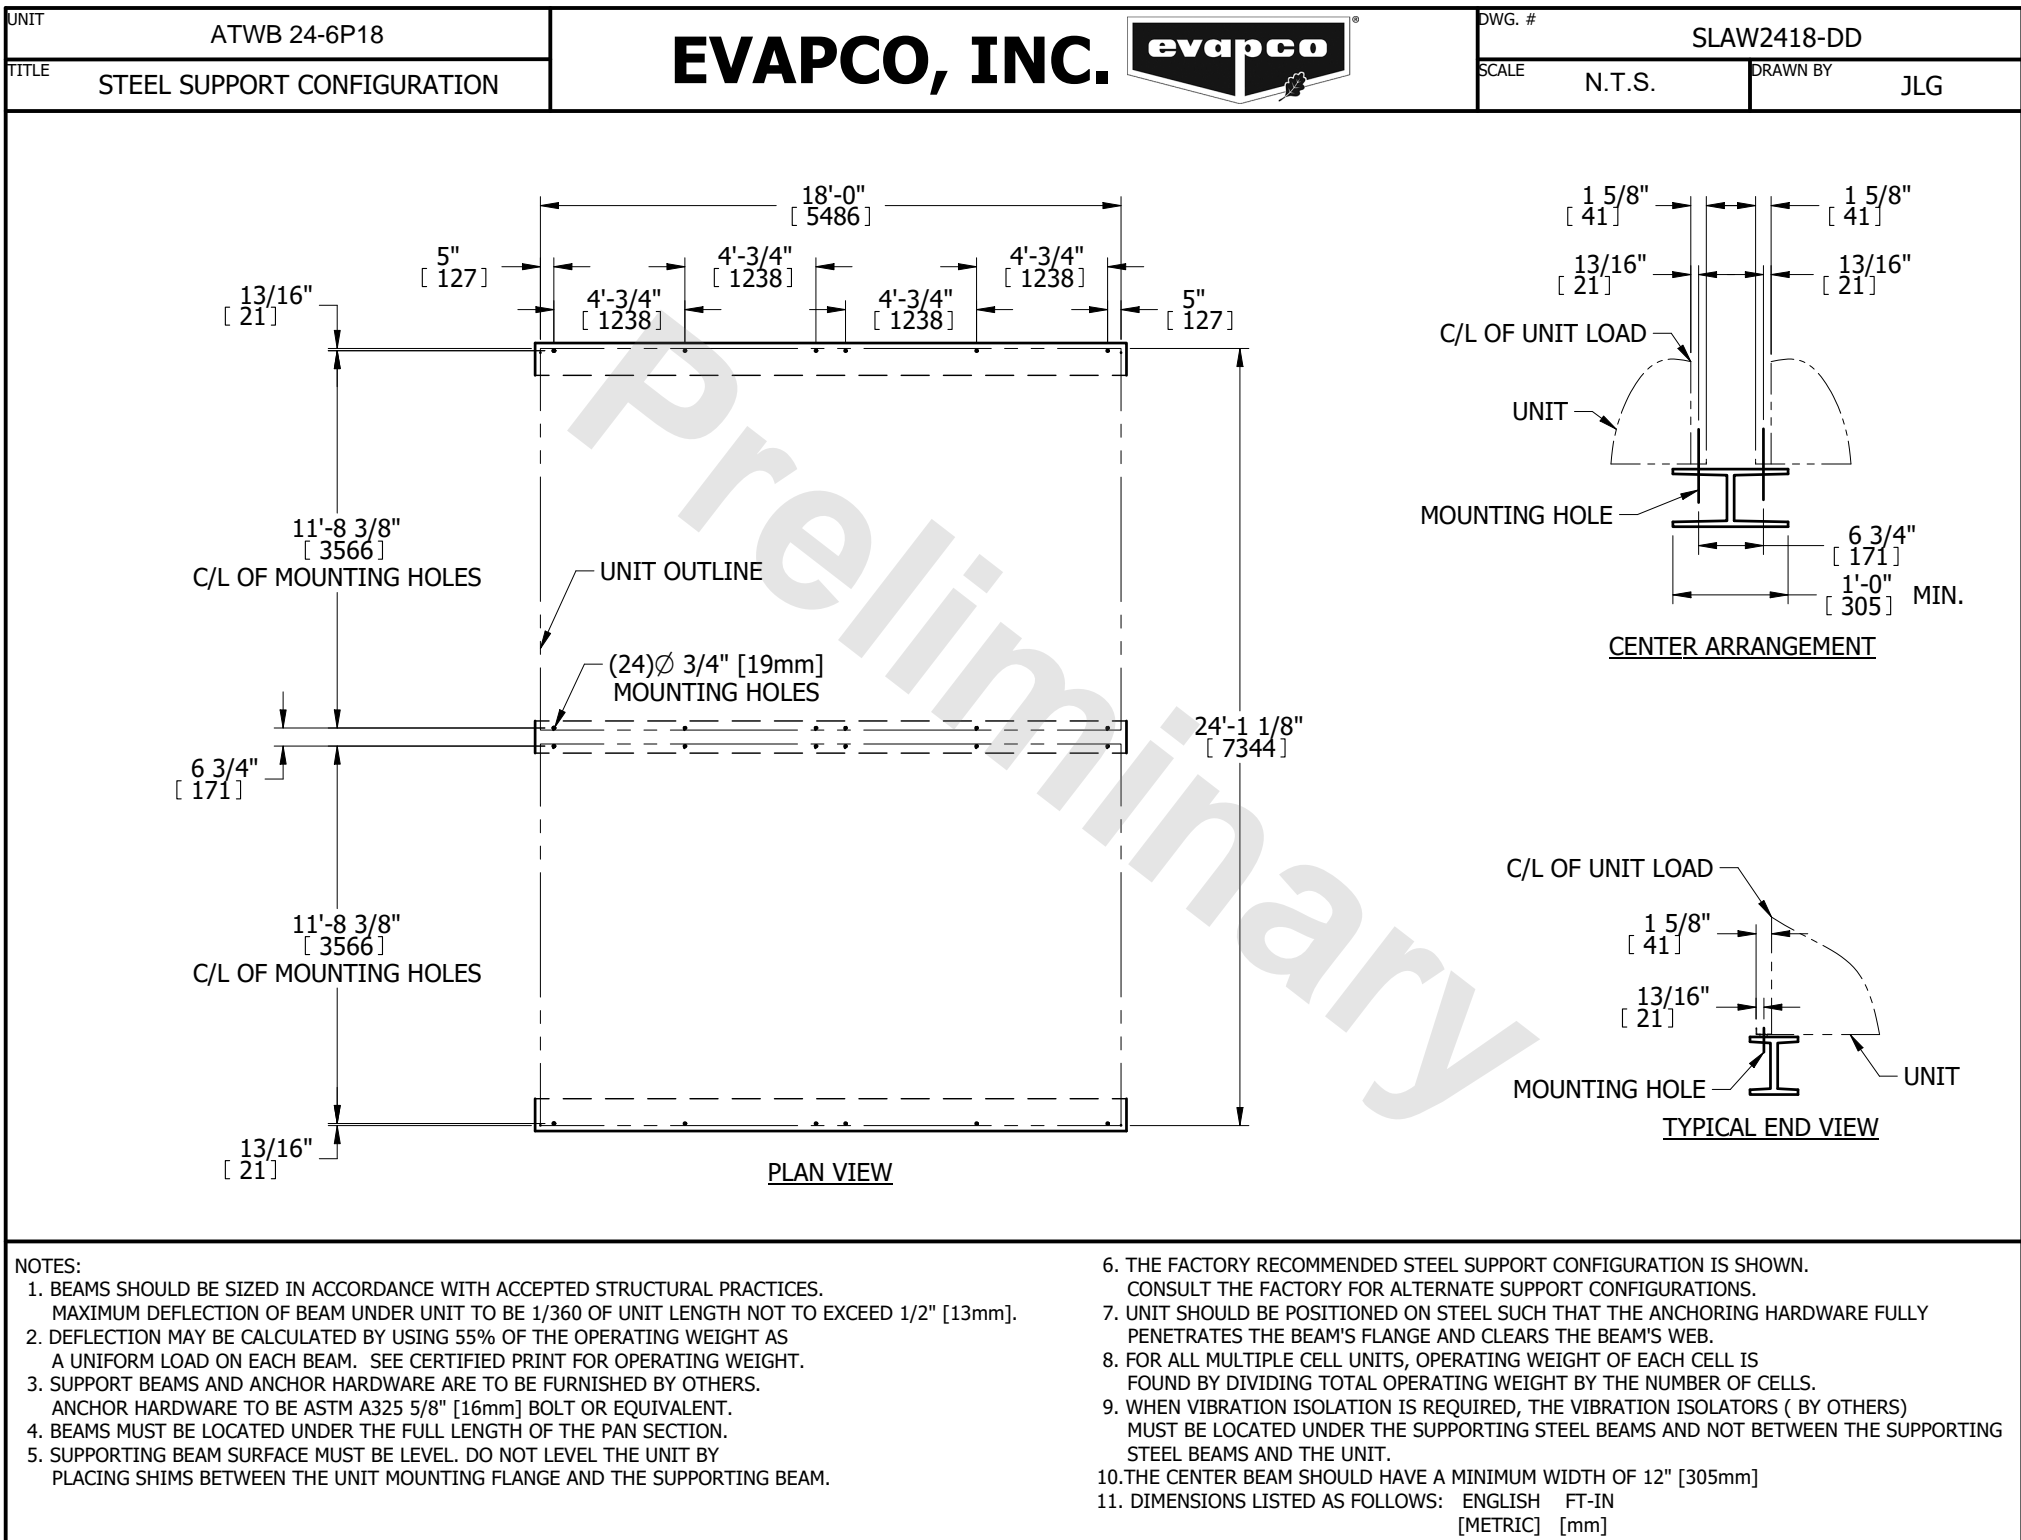 UNIT
ATWB 24-6P18
TITLE
STEEL SUPPORT CONFIGURATION
EVAPCO, INC.
evapco®
DWG. #
SLAW2418-DD
SCALE
N.T.S.
DRAWN BY
JLG
18'-0"
[ 5486 ]
5"
[ 127 ]
4'-3/4"
[ 1238 ]
4'-3/4"
[ 1238 ]
13/16"
[ 21 ]
4'-3/4"
[ 1238 ]
4'-3/4"
[ 1238 ]
5"
[ 127 ]
11'-8 3/8"
[ 3566 ]
C/L OF MOUNTING HOLES
UNIT OUTLINE
(24)∅ 3/4" [19mm]
MOUNTING HOLES
6 3/4"
[ 171 ]
24'-1 1/8"
[ 7344 ]
11'-8 3/8"
[ 3566 ]
C/L OF MOUNTING HOLES
13/16"
[ 21 ]
PLAN VIEW
Preliminary
1 5/8"
[ 41 ]
1 5/8"
[ 41 ]
13/16"
[ 21 ]
13/16"
[ 21 ]
C/L OF UNIT LOAD
UNIT
MOUNTING HOLE
6 3/4"
[ 171 ]
1'-0"
[ 305 ] MIN.
CENTER ARRANGEMENT
C/L OF UNIT LOAD
1 5/8"
[ 41 ]
13/16"
[ 21 ]
MOUNTING HOLE
UNIT
TYPICAL END VIEW
NOTES:
1. BEAMS SHOULD BE SIZED IN ACCORDANCE WITH ACCEPTED STRUCTURAL PRACTICES.
MAXIMUM DEFLECTION OF BEAM UNDER UNIT TO BE 1/360 OF UNIT LENGTH NOT TO EXCEED 1/2" [13mm].
2. DEFLECTION MAY BE CALCULATED BY USING 55% OF THE OPERATING WEIGHT AS
A UNIFORM LOAD ON EACH BEAM. SEE CERTIFIED PRINT FOR OPERATING WEIGHT.
3. SUPPORT BEAMS AND ANCHOR HARDWARE ARE TO BE FURNISHED BY OTHERS.
ANCHOR HARDWARE TO BE ASTM A325 5/8" [16mm] BOLT OR EQUIVALENT.
4. BEAMS MUST BE LOCATED UNDER THE FULL LENGTH OF THE PAN SECTION.
5. SUPPORTING BEAM SURFACE MUST BE LEVEL. DO NOT LEVEL THE UNIT BY
PLACING SHIMS BETWEEN THE UNIT MOUNTING FLANGE AND THE SUPPORTING BEAM.
6. THE FACTORY RECOMMENDED STEEL SUPPORT CONFIGURATION IS SHOWN.
CONSULT THE FACTORY FOR ALTERNATE SUPPORT CONFIGURATIONS.
7. UNIT SHOULD BE POSITIONED ON STEEL SUCH THAT THE ANCHORING HARDWARE FULLY
PENETRATES THE BEAM'S FLANGE AND CLEARS THE BEAM'S WEB.
8. FOR ALL MULTIPLE CELL UNITS, OPERATING WEIGHT OF EACH CELL IS
FOUND BY DIVIDING TOTAL OPERATING WEIGHT BY THE NUMBER OF CELLS.
9. WHEN VIBRATION ISOLATION IS REQUIRED, THE VIBRATION ISOLATORS ( BY OTHERS)
MUST BE LOCATED UNDER THE SUPPORTING STEEL BEAMS AND NOT BETWEEN THE SUPPORTING
STEEL BEAMS AND THE UNIT.
10.THE CENTER BEAM SHOULD HAVE A MINIMUM WIDTH OF 12" [305mm]
11. DIMENSIONS LISTED AS FOLLOWS: ENGLISH FT-IN
[METRIC] [mm]